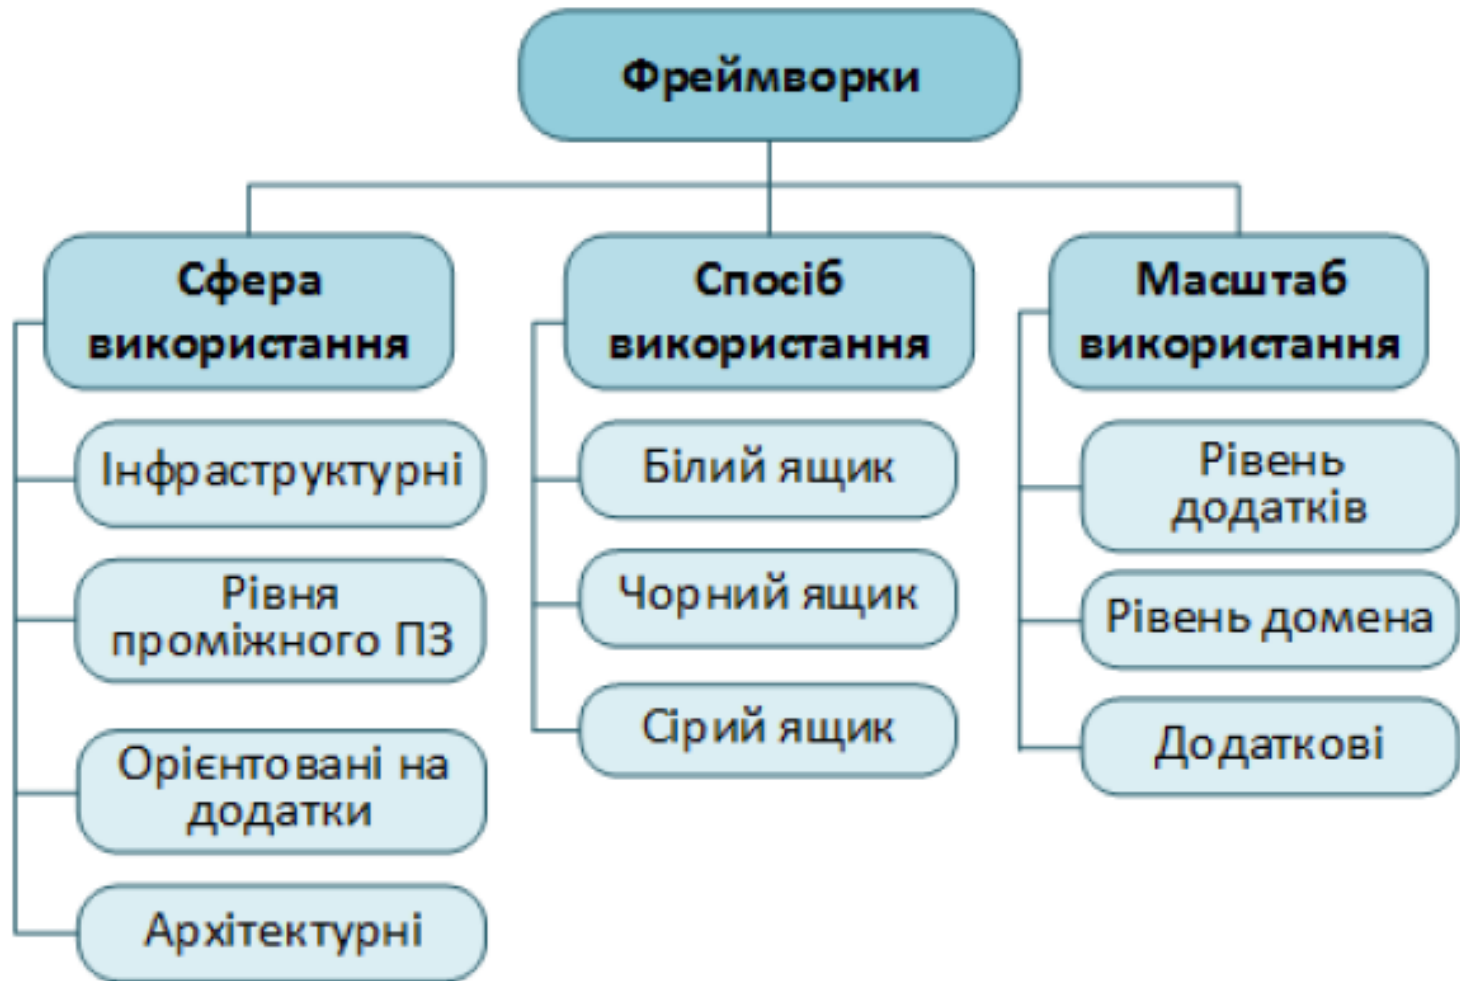 Фреймворки
Сфера
використання
Інфраструктурні
Рівня
проміжного ПЗ
Орієнтовані на
додатки
Архітектурні
Спосіб
використання
Білий ящик
Чорний ящик
Сірий ящик
Масштаб
використання
Рівень
додатків
Рівень домена
Додаткові